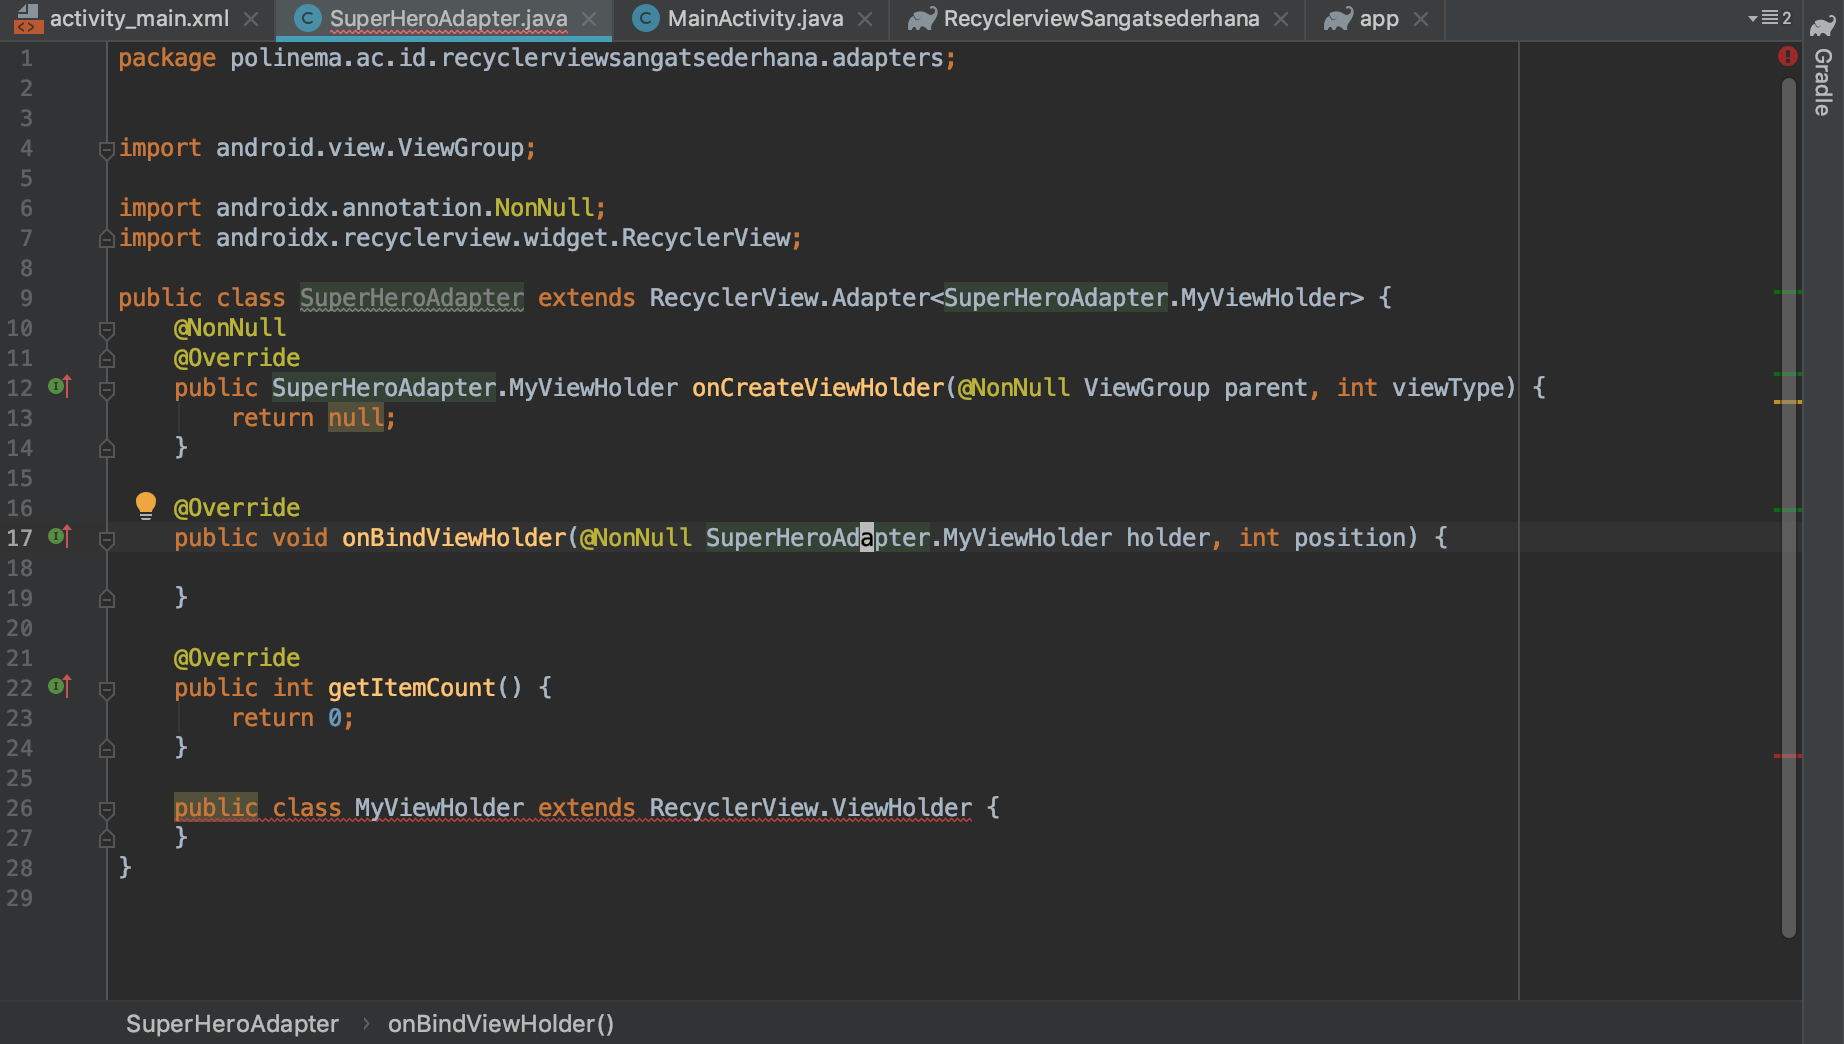 activity_main.xml SuperHeroAdapter.java MainActivity.java RecyclerviewSangatsederhana app 2
Gradle
1 package polinema.ac.id.recyclerviewsangatsederhana.adapters;
2
3
4 import android.view.ViewGroup;
5
6 import androidx.annotation.NonNull;
7 import androidx.recyclerview.widget.RecyclerView;
8
9 public class SuperHeroAdapter extends RecyclerView.Adapter<SuperHeroAdapter.MyViewHolder> {
10     @NonNull
11     @Override
12     public SuperHeroAdapter.MyViewHolder onCreateViewHolder(@NonNull ViewGroup parent, int viewType) {
13         return null;
14     }
15
16     @Override
17     public void onBindViewHolder(@NonNull SuperHeroAdapter.MyViewHolder holder, int position) {
18
19     }
20
21     @Override
22     public int getItemCount() {
23         return 0;
24     }
25
26     public class MyViewHolder extends RecyclerView.ViewHolder {
27     }
28 }
29
SuperHeroAdapter › onBindViewHolder()